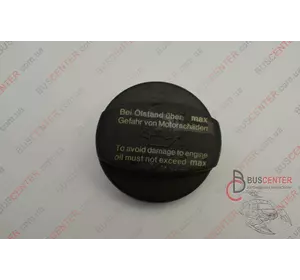 Bei Ölstand über max
Gefahr von Motorschäden
To avoid damage to engine
oil must not exceed max
BUSCENTER